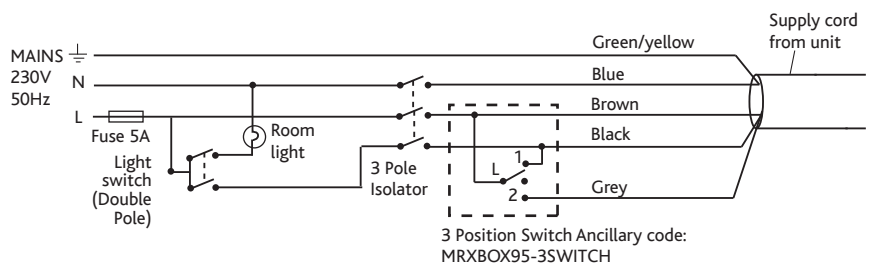 Supply cord
from unit
Green/yellow
MAINS
230V
50Hz
N
Blue
L
Brown
Fuse 5A
Room
light
Black
Light
switch
(Double
Pole)
3 Pole
Isolator
L
1
2
Grey
3 Position Switch Ancillary code:
MRXBOX95-3SWITCH